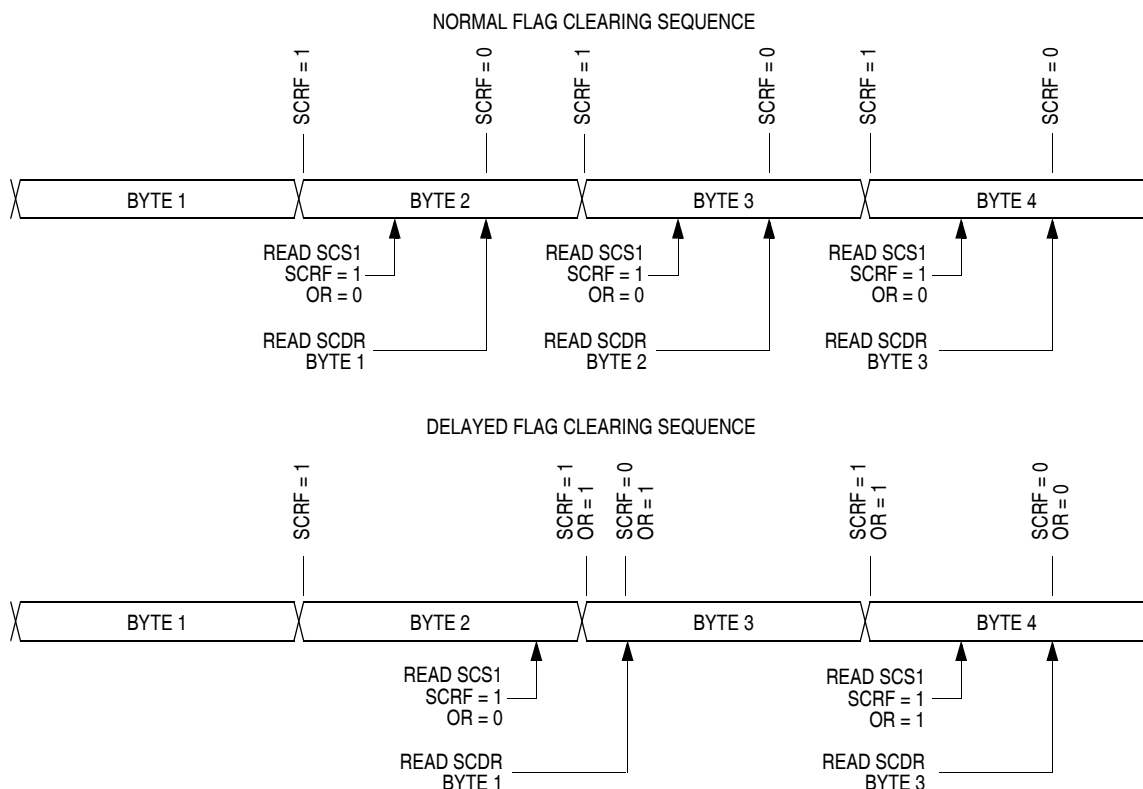 NORMAL FLAG CLEARING SEQUENCE
SCRF = 1
SCRF = 0
SCRF = 1
SCRF = 0
SCRF = 1
SCRF = 0
BYTE 1
BYTE 2
BYTE 3
BYTE 4
READ SCS1
SCRF = 1
OR = 0
READ SCS1
SCRF = 1
OR = 0
READ SCS1
SCRF = 1
OR = 0
READ SCDR
BYTE 1
READ SCDR
BYTE 2
READ SCDR
BYTE 3
DELAYED FLAG CLEARING SEQUENCE
SCRF = 1
SCRF = 1
OR = 1
SCRF = 0
OR = 1
SCRF = 1
OR = 1
SCRF = 0
OR = 0
BYTE 1
BYTE 2
BYTE 3
BYTE 4
READ SCS1
SCRF = 1
OR = 0
READ SCS1
SCRF = 1
OR = 1
READ SCDR
BYTE 1
READ SCDR
BYTE 3